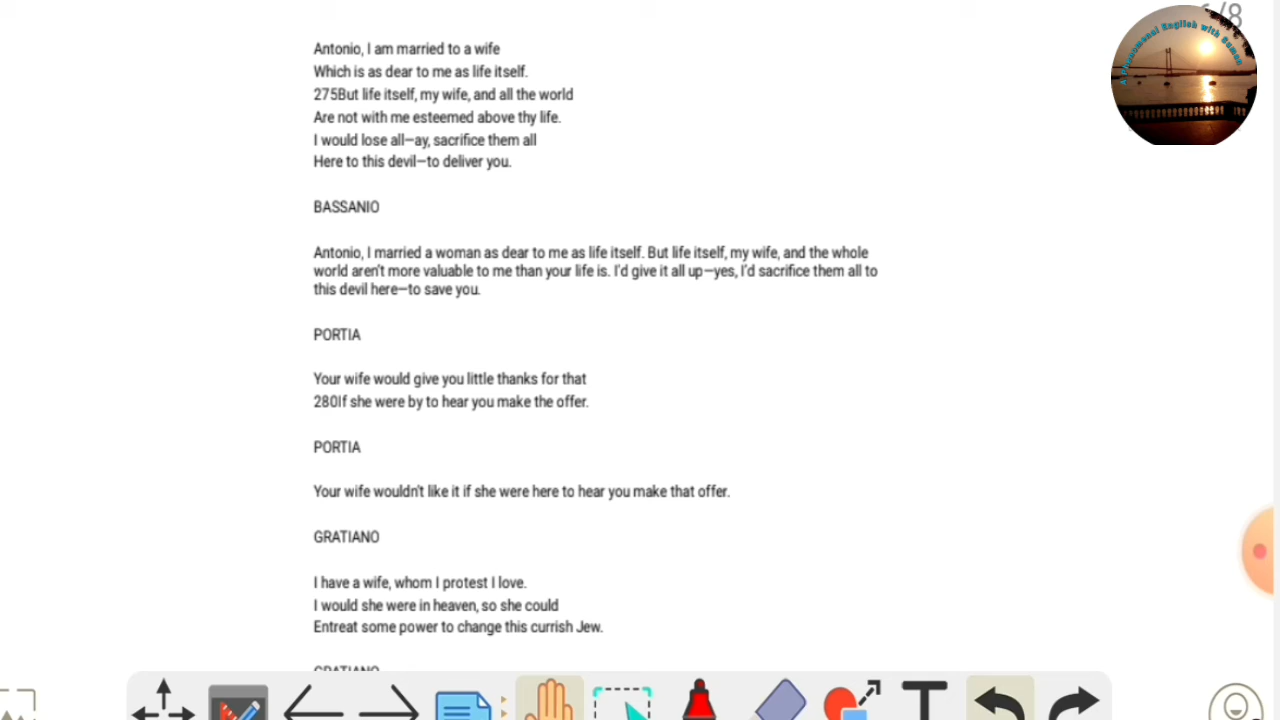 6/8
A Phenomenal English with Suman
Antonio, I am married to a wife
Which is as dear to me as life itself.
275But life itself, my wife, and all the world
Are not with me esteemed above thy life.
I would lose all—ay, sacrifice them all
Here to this devil—to deliver you.
BASSANIO
Antonio, I married a woman as dear to me as life itself. But life itself, my wife, and the whole
world aren't more valuable to me than your life is. I'd give it all up—yes, I'd sacrifice them all to
this devil here—to save you.
PORTIA
Your wife would give you little thanks for that
280If she were by to hear you make the offer.
PORTIA
Your wife wouldn't like it if she were here to hear you make that offer.
GRATIANO
I have a wife, whom I protest I love.
I would she were in heaven, so she could
Entreat some power to change this currish Jew.
GRATIANO
T